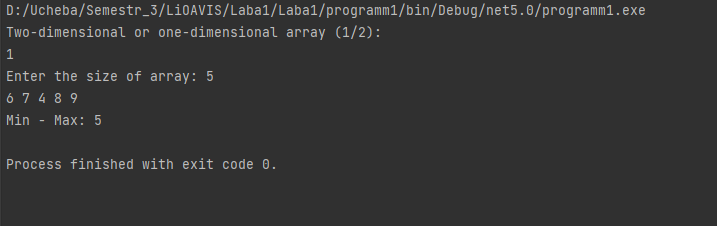 D:/Ucheba/Semestr_3/LiOAVIS/Laba1/Laba1/programm1/bin/Debug/net5.0/programm1.exe
Two-dimensional or one-dimensional array (1/2):
1
Enter the size of array: 5
6 7 4 8 9
Min - Max: 5
Process finished with exit code 0.